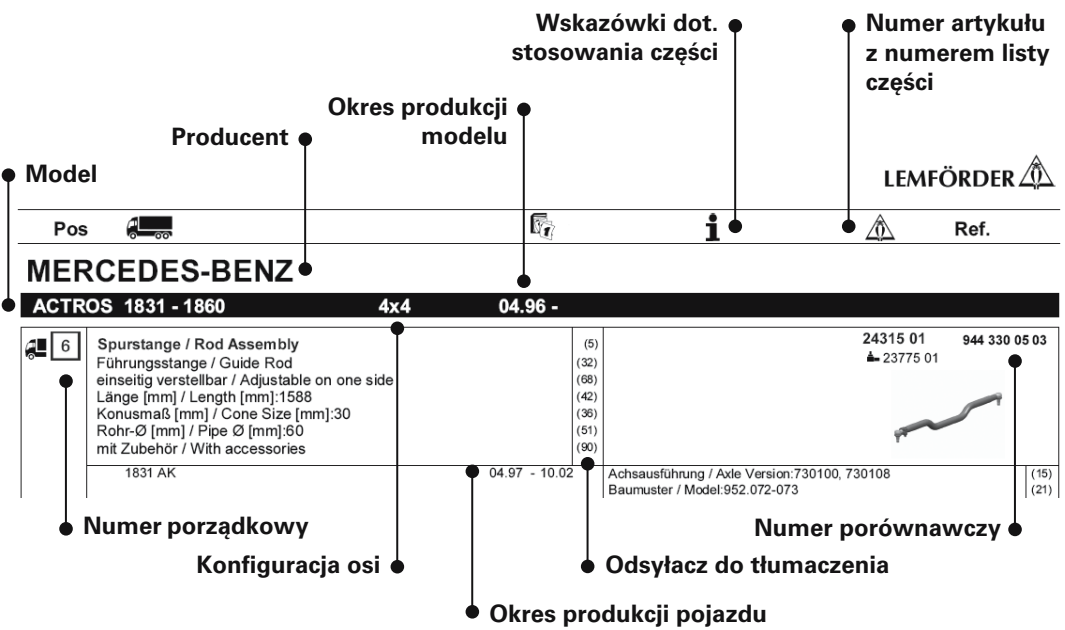 Wskazówki dot.
stosowania części
Numer artykułu
z numerem listy
części
Okres produkcji
modelu
Producent
Model
LEMFÖRDER
Pos
Ref.
MERCEDES-BENZ
ACTROS 1831 - 1860 4x4 04.96 -
6 Spurstange / Rod Assembly (5) 24315 01 944 330 05 03
Führungsstange / Guide Rod (32) 23775 01
einseitig verstellbar / Adjustable on one side (68)
Länge [mm] / Length [mm]:1588 (42)
Konusmaß [mm] / Cone Size [mm]:30 (36)
Rohr-Ø [mm] / Pipe Ø [mm]:60 (51)
mit Zubehör / With accessories (90)
1831 AK 04.97 - 10.02 Achsausführung / Axle Version:730100, 730108 (15)
Baumuster / Model:952.072-073 (21)
Numer porządkowy
Numer porównawczy
Konfiguracja osi
Odsyłacz do tłumaczenia
Okres produkcji pojazdu